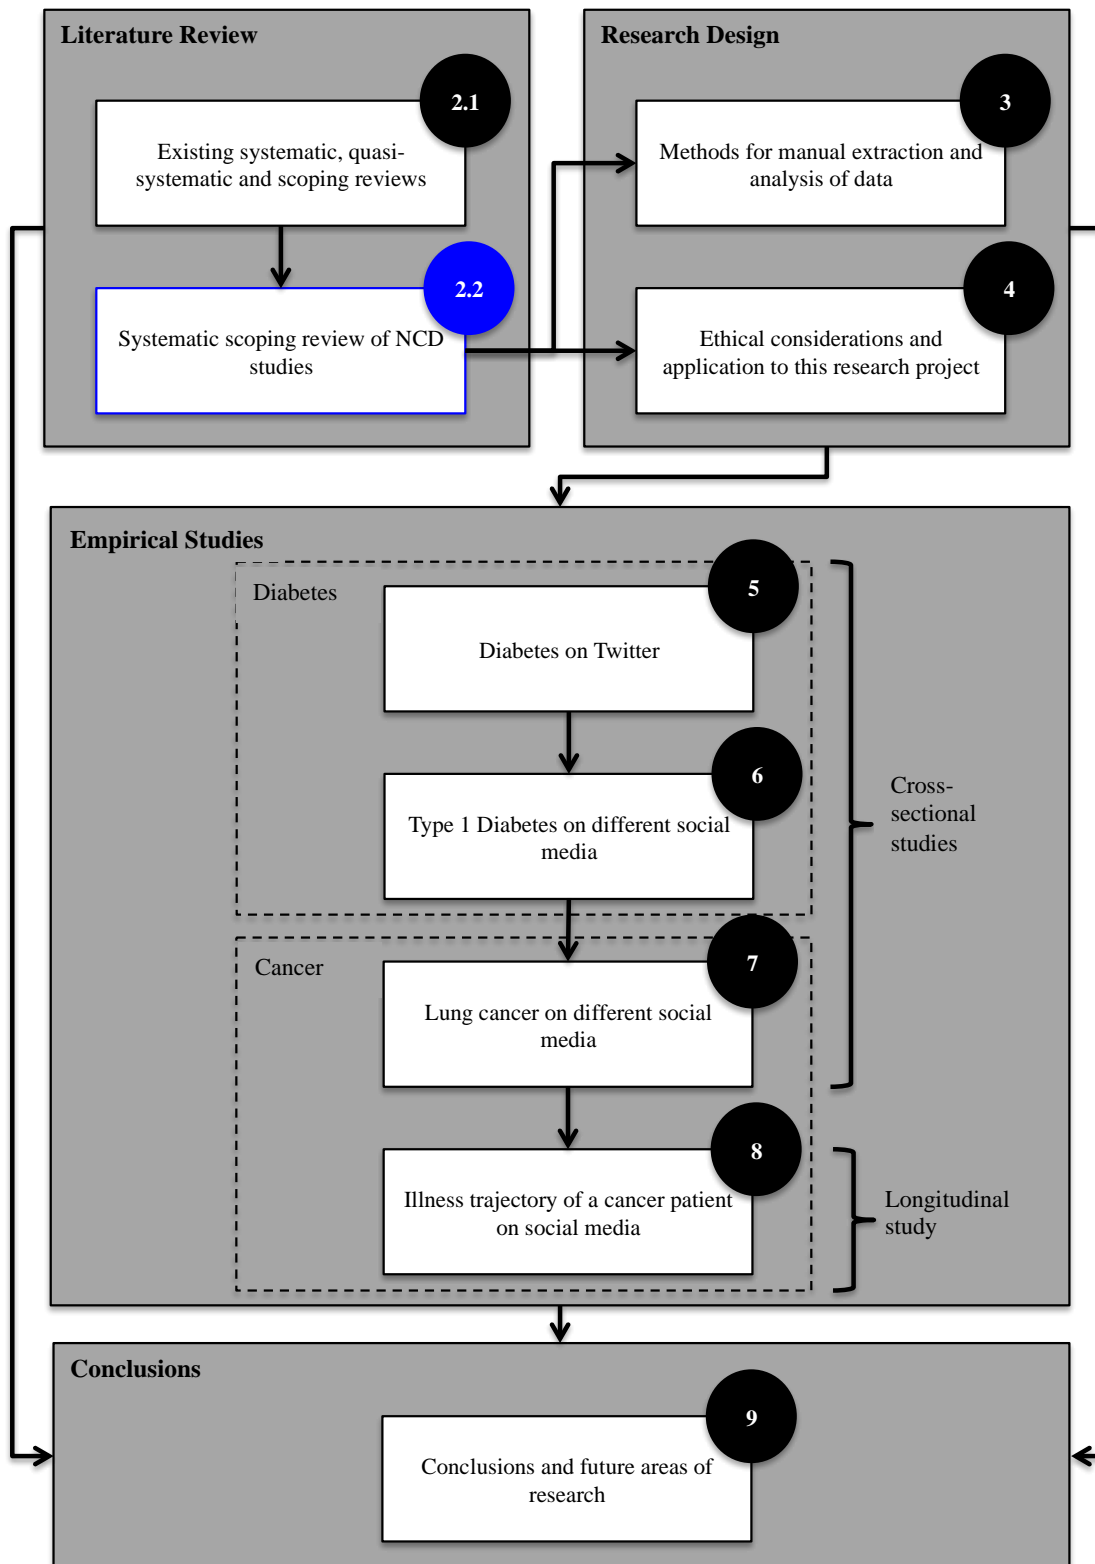 Literature Review
2.1
Existing systematic, quasi-
systematic and scoping reviews
2.2
Systematic scoping review of NCD
studies
Research Design
3
Methods for manual extraction and
analysis of data
4
Ethical considerations and
application to this research project
Empirical Studies
Diabetes
5
Diabetes on Twitter
6
Type 1 Diabetes on different social
media
Cross-
sectional
studies
Cancer
7
Lung cancer on different social
media
8
Illness trajectory of a cancer patient
on social media
Longitudinal
study
Conclusions
9
Conclusions and future areas of
research